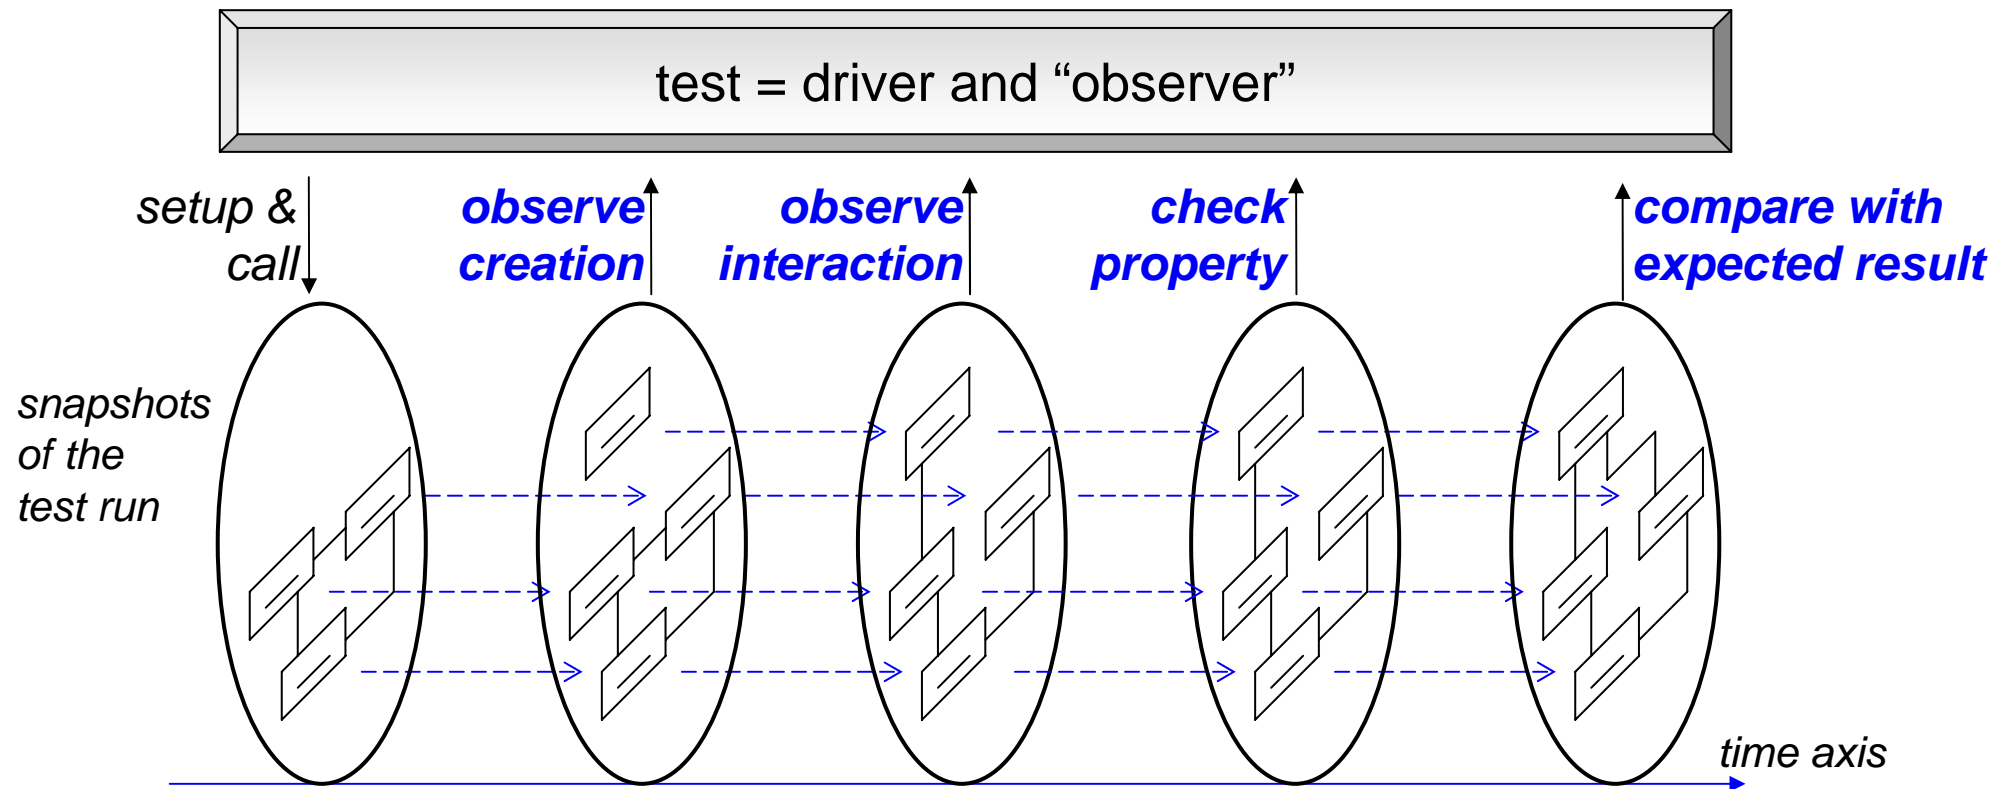 test = driver and “observer”
setup &
call
observe
creation
observe
interaction
check
property
compare with
expected result
snapshots
of the
test run
time axis